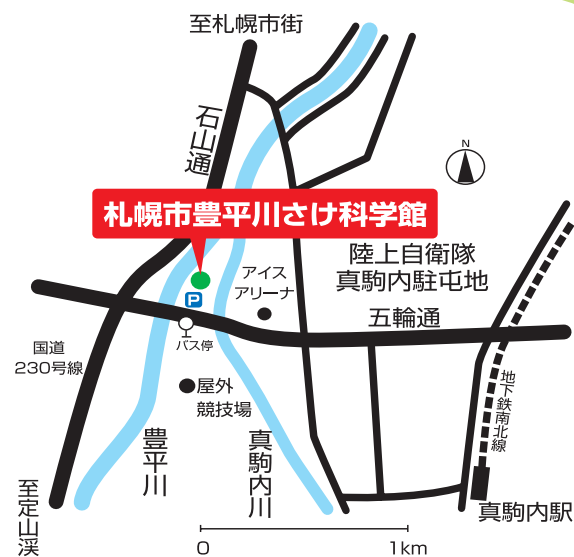 至札幌市街
石山通
N
札幌市豊平川さけ科学館
陸上自衛隊
真駒内駐屯地
アイス
アリーナ
P
五輪通
バス停
国道
230号線
屋外
競技場
地下鉄南北線
豊平川
真駒内川
至定山渓
真駒内駅
0
1km